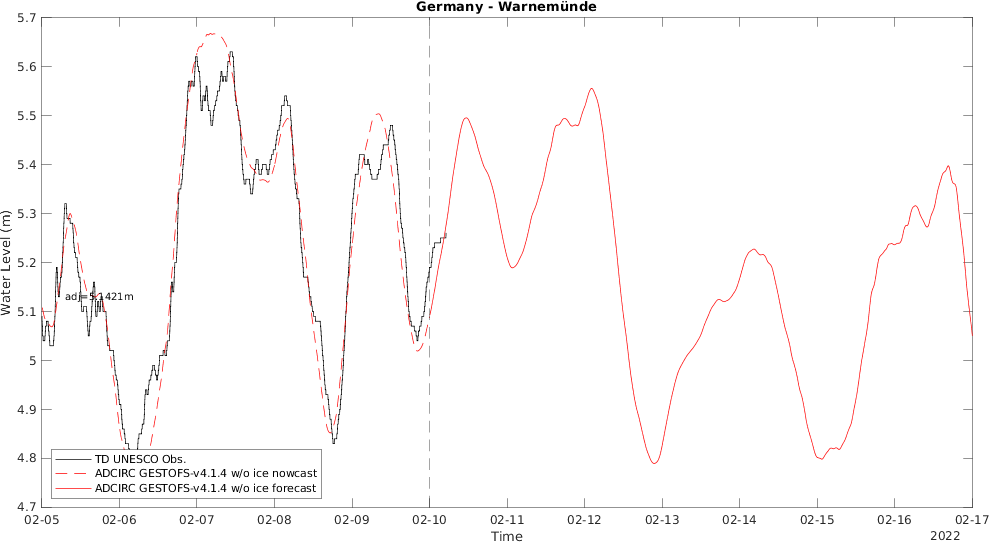 Germany - Warnemünde
5.7
5.6
5.5
5.4
5.3
5.2
5.1
5
4.9
4.8
4.7
Water Level (m)
adj=5.1421m
TD UNESCO Obs.
ADCIRC GESTOFS-v4.1.4 w/o ice nowcast
ADCIRC GESTOFS-v4.1.4 w/o ice forecast
02-05 02-06 02-07 02-08 02-09 02-10 02-11 02-12 02-13 02-14 02-15 02-16 02-17
Time
2022